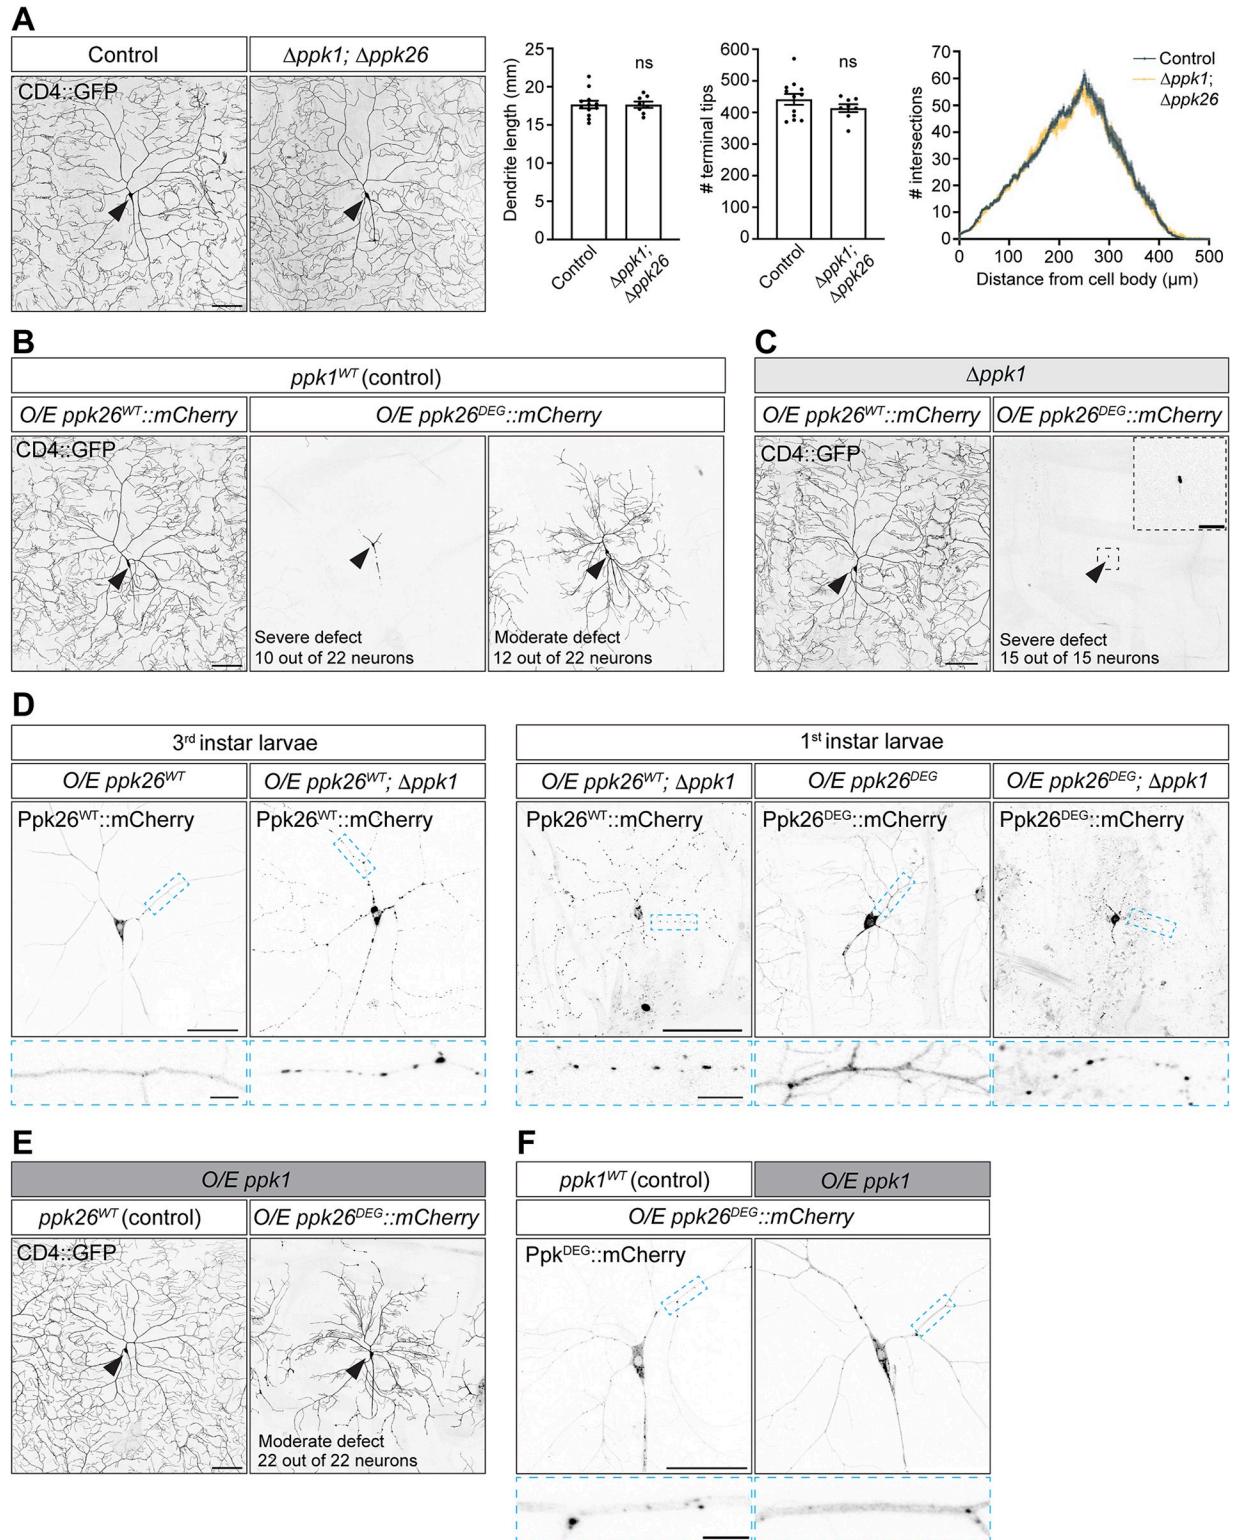 A
Control
Δppk1; Δppk26
CD4::GFP
Dendrite length (mm)
25
20
15
10
5
0
ns
Control
Δppk1;
Δppk26
# terminal tips
600
500
400
300
200
100
0
ns
Control
Δppk1;
Δppk26
# intersections
70
60
50
40
30
20
10
0
0 100 200 300 400 500
Distance from cell body (µm)
Control
Δppk1;
Δppk26
B
ppk1WT (control)
O/E ppk26WT::mCherry
O/E ppk26DEG::mCherry
CD4::GFP
Severe defect
10 out of 22 neurons
Moderate defect
12 out of 22 neurons
C
Δppk1
O/E ppk26WT::mCherry
O/E ppk26DEG::mCherry
CD4::GFP
Severe defect
15 out of 15 neurons
D
3rd instar larvae
O/E ppk26WT
O/E ppk26WT; Δppk1
Ppk26WT::mCherry
Ppk26WT::mCherry
1st instar larvae
O/E ppk26WT; Δppk1
O/E ppk26DEG
O/E ppk26DEG; Δppk1
Ppk26WT::mCherry
Ppk26DEG::mCherry
Ppk26DEG::mCherry
E
O/E ppk1
ppk26WT (control)
O/E ppk26DEG::mCherry
CD4::GFP
Moderate defect
22 out of 22 neurons
F
ppk1WT (control)
O/E ppk1
O/E ppk26DEG::mCherry
PpkDEG::mCherry